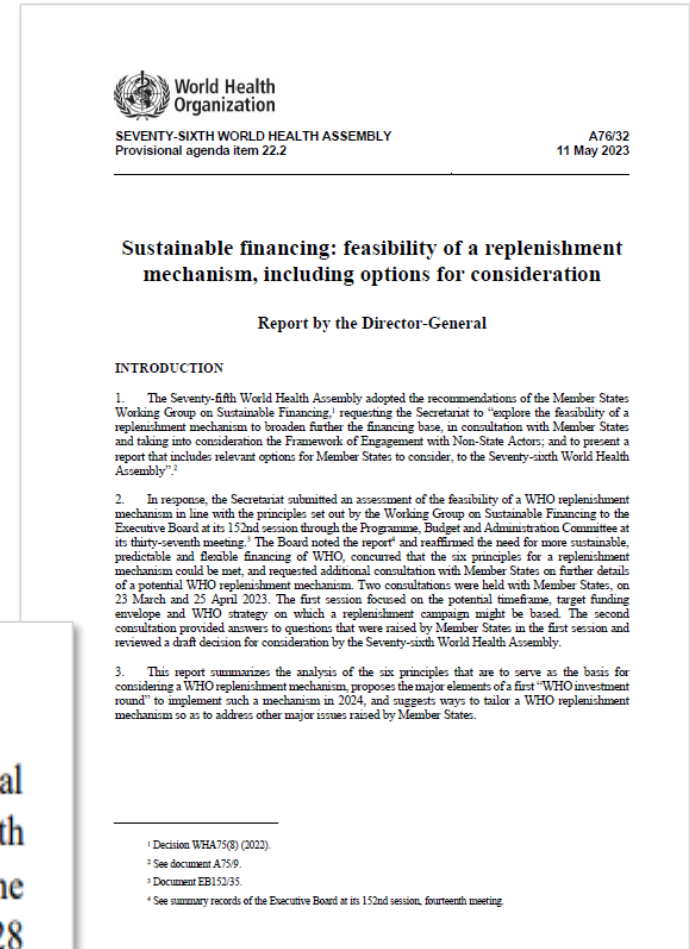 World Health
Organization
SEVENTY-SIXTH WORLD HEALTH ASSEMBLY A76/32
Provisional agenda item 22.2 11 May 2023
Sustainable financing: feasibility of a replenishment
mechanism, including options for consideration
Report by the Director-General
INTRODUCTION
1. The Seventy-fifth World Health Assembly adopted the recommendations of the Member States
Working Group on Sustainable Financing,¹ requesting the Secretariat to “explore the feasibility of a
replenishment mechanism to broaden further the financing base, in consultation with Member States
and taking into consideration the Framework of Engagement with Non-State Actors; and to present a
report that includes relevant options for Member States to consider, to the Seventy-sixth World Health
Assembly”.²
2. In response, the Secretariat submitted an assessment of the feasibility of a WHO replenishment
mechanism in line with the principles set out by the Working Group on Sustainable Financing to the
Executive Board at its 152nd session through the Programme, Budget and Administration Committee at
its thirty-seventh meeting.³ The Board noted the report⁴ and reaffirmed the need for more sustainable,
predictable and flexible financing of WHO, concurred that the six principles for a replenishment
mechanism could be met, and requested additional consultation with Member States on further details
of a potential WHO replenishment mechanism. Two consultations were held with Member States, on
23 March and 25 April 2023. The first session focused on the potential timeframe, target funding
envelope and WHO strategy on which a replenishment campaign might be based. The second
consultation provided answers to questions that were raised by Member States in the first session and
reviewed a draft decision for consideration by the Seventy-sixth World Health Assembly.
3. This report summarizes the analysis of the six principles that are to serve as the basis for
considering a WHO replenishment mechanism, proposes the major elements of a first “WHO investment
round” to implement such a mechanism in 2024, and suggests ways to tailor a WHO replenishment
mechanism so as to address other major issues raised by Member States.
¹ Decision WHA75(8) (2022).
² See document A75/9.
³ Document EB152/35.
⁴ See summary records of the Executive Board at its 152nd session, fourteenth meeting.
al
th
ne
28